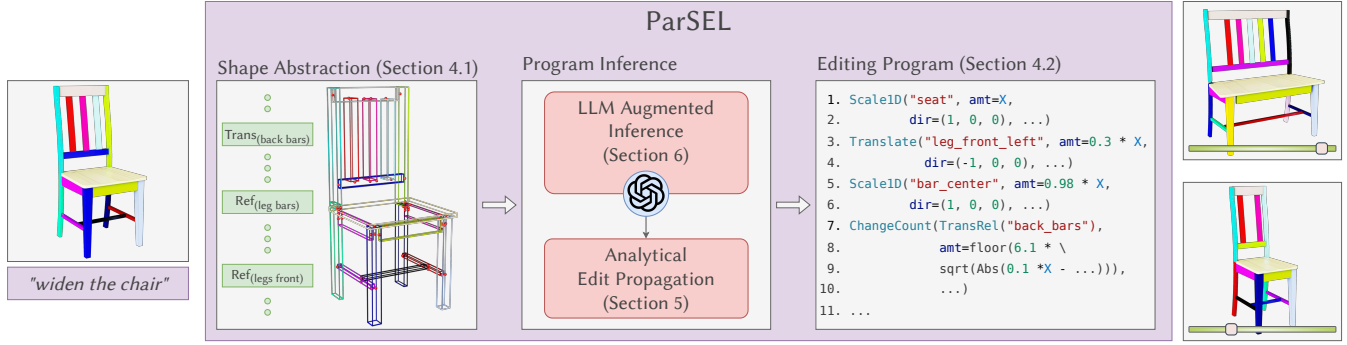 ParSEL
"widen the chair"
Shape Abstraction (Section 4.1)
Trans(back bars)
Ref(leg bars)
Ref(legs front)
Program Inference
LLM Augmented
Inference
(Section 6)
Analytical
Edit Propagation
(Section 5)
Editing Program (Section 4.2)
1. Scale1D("seat", amt=X,
2. dir=(1, 0, 0), ...)
3. Translate("leg_front_left", amt=0.3 * X,
4. dir=(-1, 0, 0), ...)
5. Scale1D("bar_center", amt=0.98 * X,
6. dir=(1, 0, 0), ...)
7. ChangeCount(TransRel("back_bars"),
8. amt=floor(6.1 * \
9. sqrt(Abs(0.1 *X - ...))),
10. ...)
11. ...